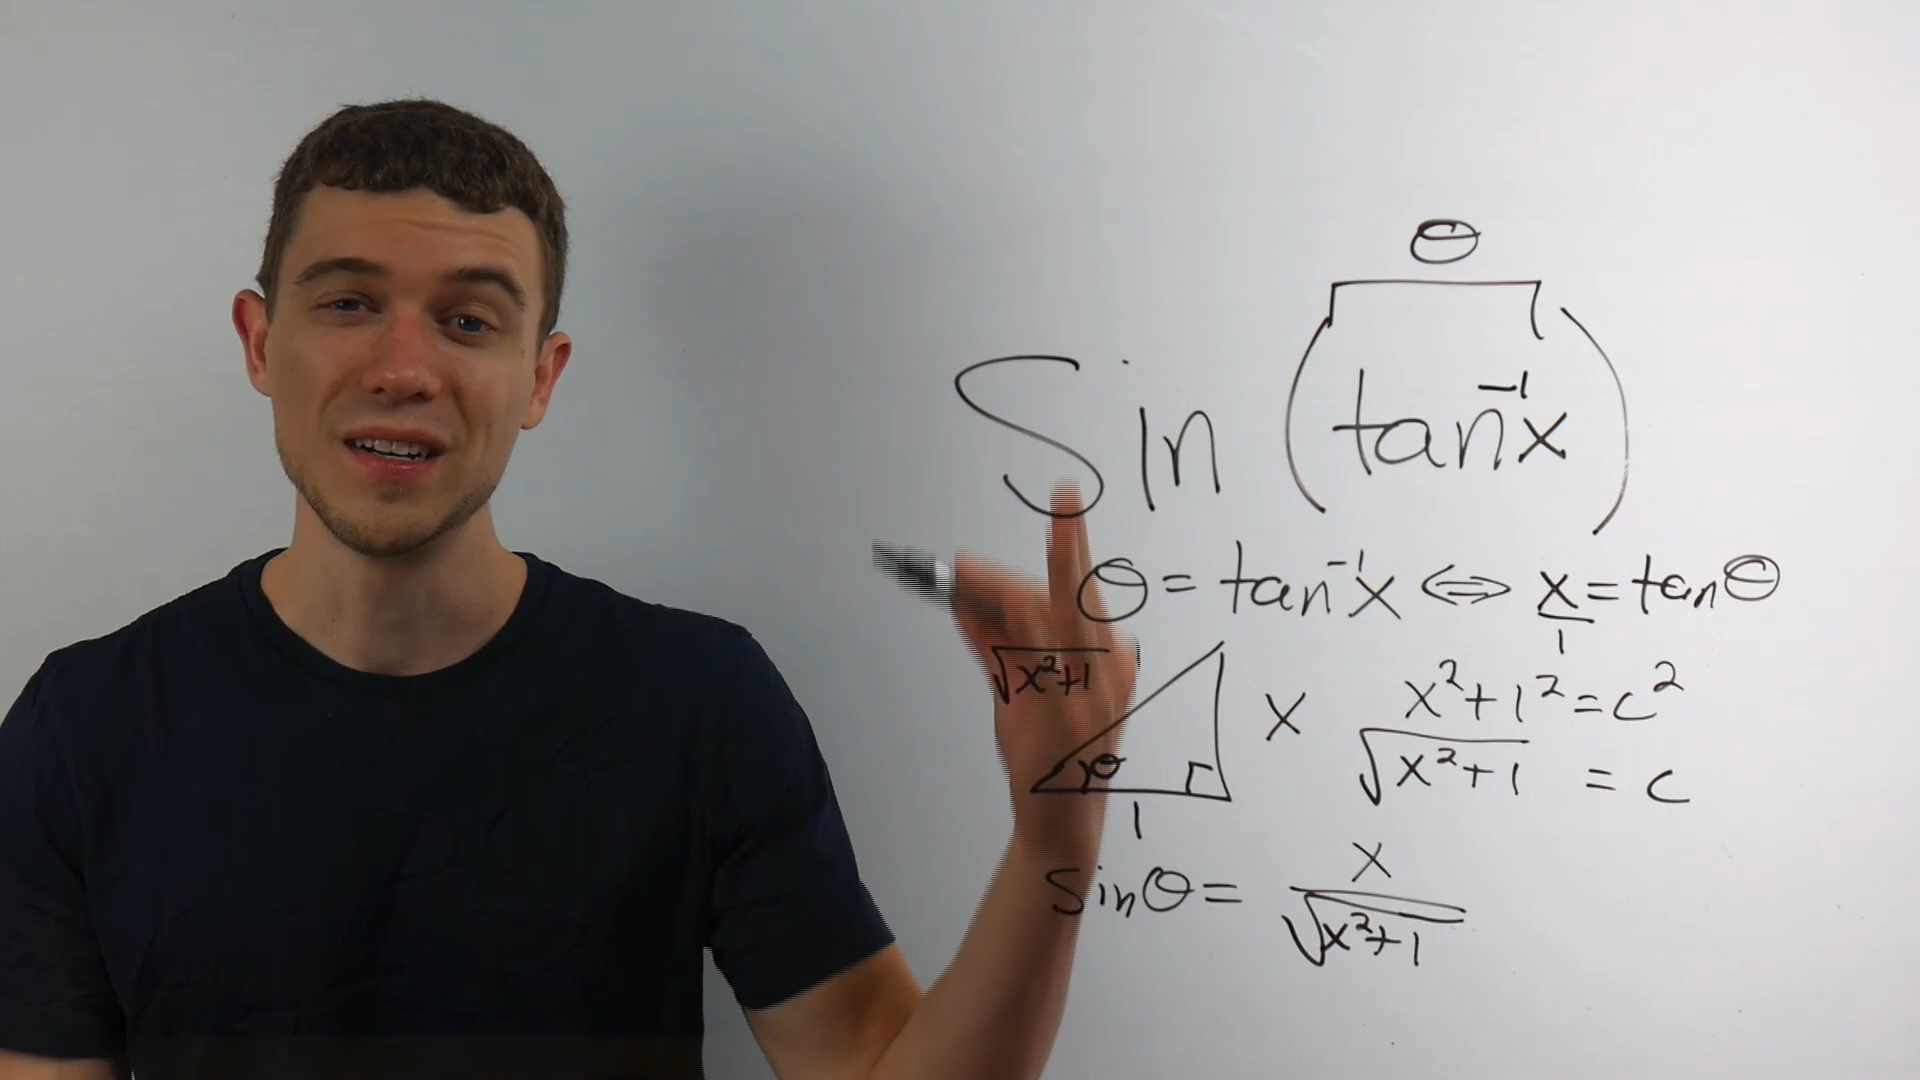 θ
Sin (tan⁻¹x)
θ = tan⁻¹x ⇔ x/1 = tanθ
√x²+1
x
θ
1
x² + 1² = c²
√x²+1 = c
sinθ = x/√x²+1